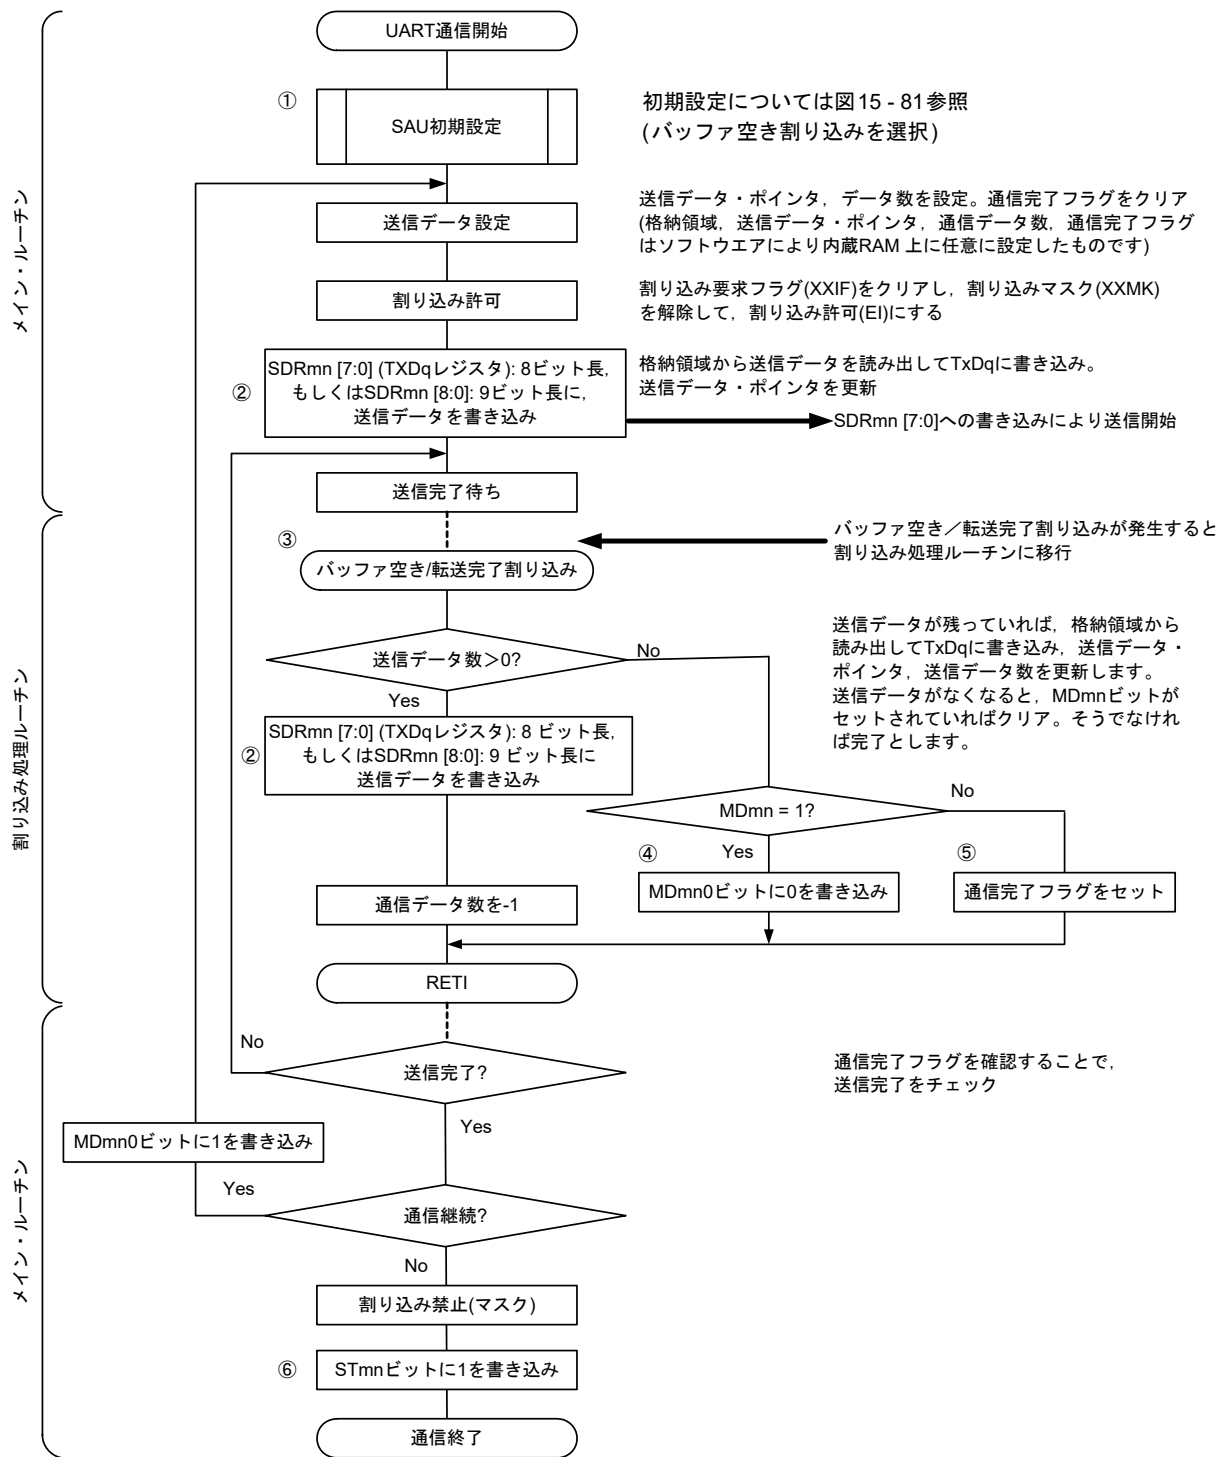 UART通信開始
①
SAU初期設定
初期設定については図15 - 81参照
(バッファ空き割り込みを選択)
メイン・ルーチン
送信データ設定
送信データ・ポインタ，データ数を設定。通信完了フラグをクリア
(格納領域，送信データ・ポインタ，通信データ数，通信完了フラグ
はソフトウエアにより内蔵RAM 上に任意に設定したものです)
割り込み許可
割り込み要求フラグ(XXIF)をクリアし，割り込みマスク(XXMK)
を解除して，割り込み許可(EI)にする
②
SDRmn [7:0] (TXDqレジスタ): 8ビット長,
もしくはSDRmn [8:0]: 9ビット長に,
送信データを書き込み
格納領域から送信データを読み出してTxDqに書き込み。
送信データ・ポインタを更新
SDRmn [7:0]への書き込みにより送信開始
送信完了待ち
③
バッファ空き/転送完了割り込み
バッファ空き／転送完了割り込みが発生すると
割り込み処理ルーチンに移行
割り込み処理ルーチン
送信データ数＞0?
No
Yes
送信データが残っていれば，格納領域から
読み出してTxDqに書き込み，送信データ・
ポインタ，送信データ数を更新します。
送信データがなくなると，MDmnビットが
セットされていればクリア。そうでなけれ
ば完了とします。
②
SDRmn [7:0] (TXDqレジスタ): 8 ビット長,
もしくはSDRmn [8:0]: 9 ビット長に
送信データを書き込み
MDmn = 1?
No
Yes
④
MDmn0ビットに0を書き込み
⑤
通信完了フラグをセット
通信データ数を-1
RETI
メイン・ルーチン
No
送信完了?
Yes
通信完了フラグを確認することで,
送信完了をチェック
MDmn0ビットに1を書き込み
Yes
通信継続?
No
割り込み禁止(マスク)
⑥
STmnビットに1を書き込み
通信終了